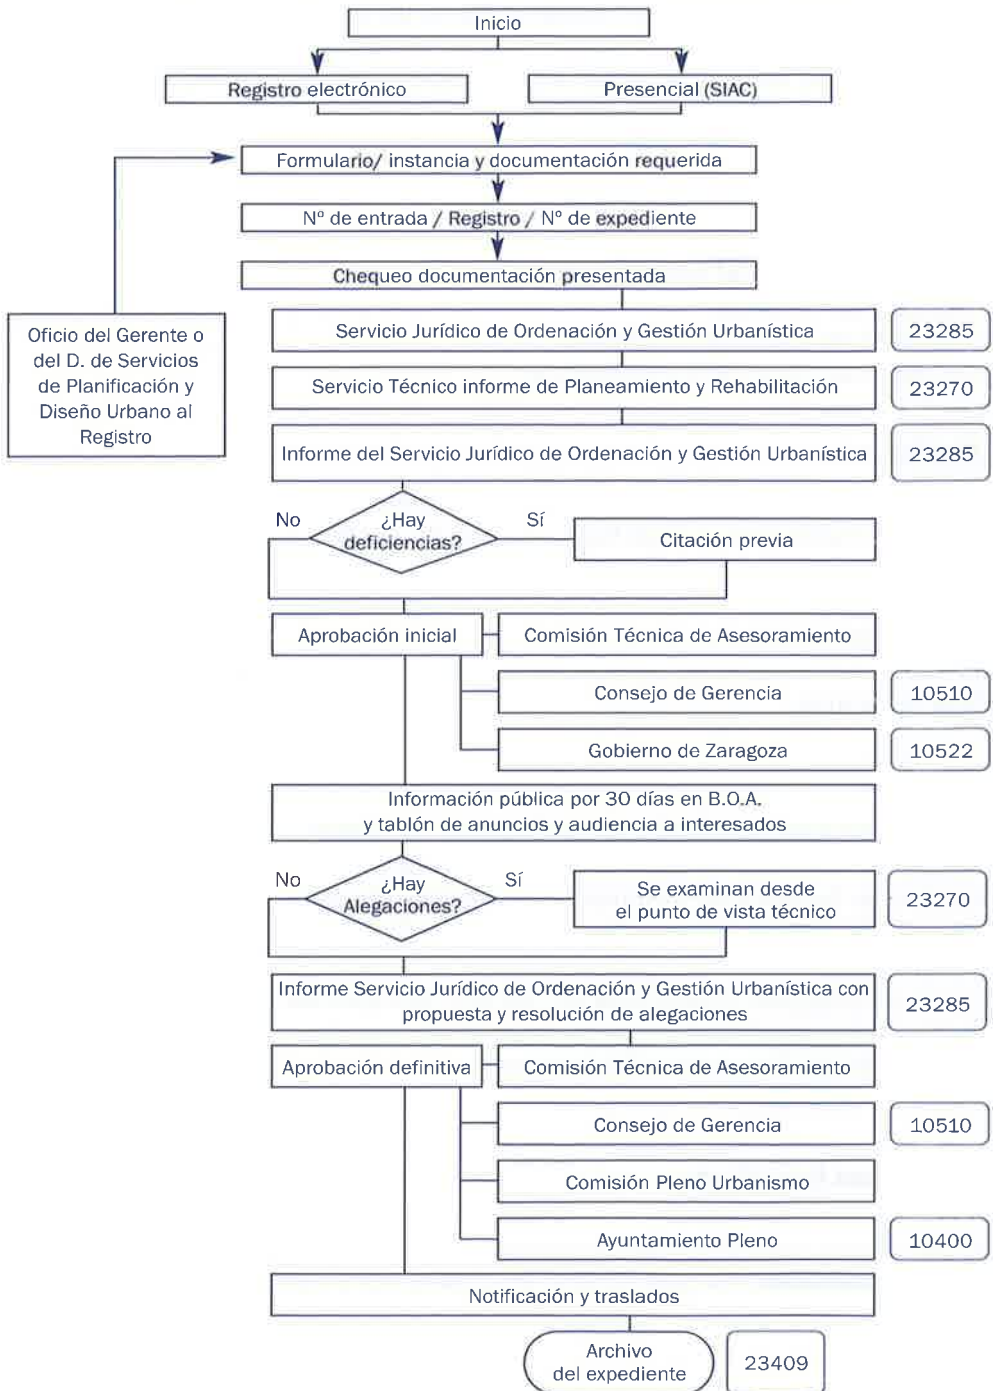 Inicio
Registro electrónico
Presencial (SIAC)
Formulario/ instancia y documentación requerida
Nº de entrada / Registro / Nº de expediente
Chequeo documentación presentada
Oficio del Gerente o
del D. de Servicios
de Planificación y
Diseño Urbano al
Registro
Servicio Jurídico de Ordenación y Gestión Urbanística
23285
Servicio Técnico informe de Planeamiento y Rehabilitación
23270
Informe del Servicio Jurídico de Ordenación y Gestión Urbanística
23285
No
¿Hay
deficiencias?
Sí
Citación previa
Aprobación inicial
Comisión Técnica de Asesoramiento
Consejo de Gerencia
10510
Gobierno de Zaragoza
10522
Información pública por 30 días en B.O.A.
y tablón de anuncios y audiencia a interesados
No
¿Hay
Alegaciones?
Sí
Se examinan desde
el punto de vista técnico
23270
Informe Servicio Jurídico de Ordenación y Gestión Urbanística con
propuesta y resolución de alegaciones
23285
Aprobación definitiva
Comisión Técnica de Asesoramiento
Consejo de Gerencia
10510
Comisión Pleno Urbanismo
Ayuntamiento Pleno
10400
Notificación y traslados
Archivo
del expediente
23409